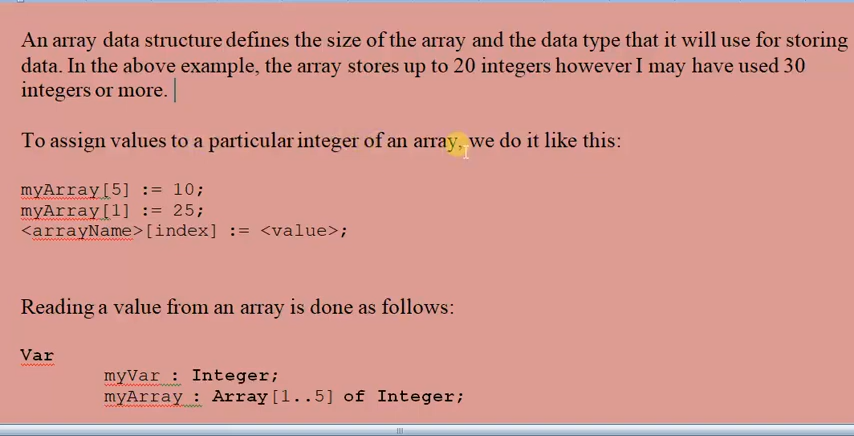 An array data structure defines the size of the array and the data type that it will use for storing
data. In the above example, the array stores up to 20 integers however I may have used 30
integers or more.
To assign values to a particular integer of an array, we do it like this:
myArray[5] := 10;
myArray[1] := 25;
<arrayName>[index] := <value>;
Reading a value from an array is done as follows:
Var
myVar : Integer;
myArray : Array[1..5] of Integer;